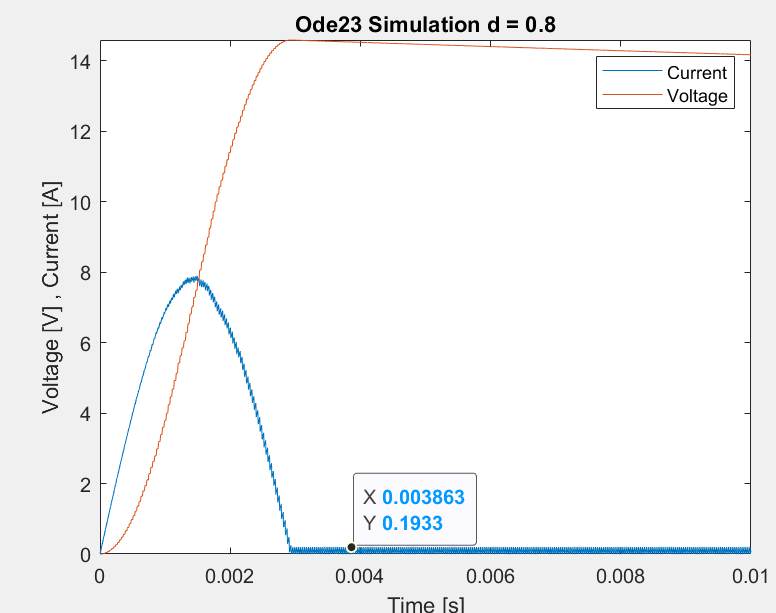 Ode23 Simulation d = 0.8
14
12
10
8
6
4
2
0
Voltage [V] , Current [A]
Current
Voltage
X 0.003863
Y 0.1933
0
0.002
0.004
0.006
0.008
0.01
Time [s]